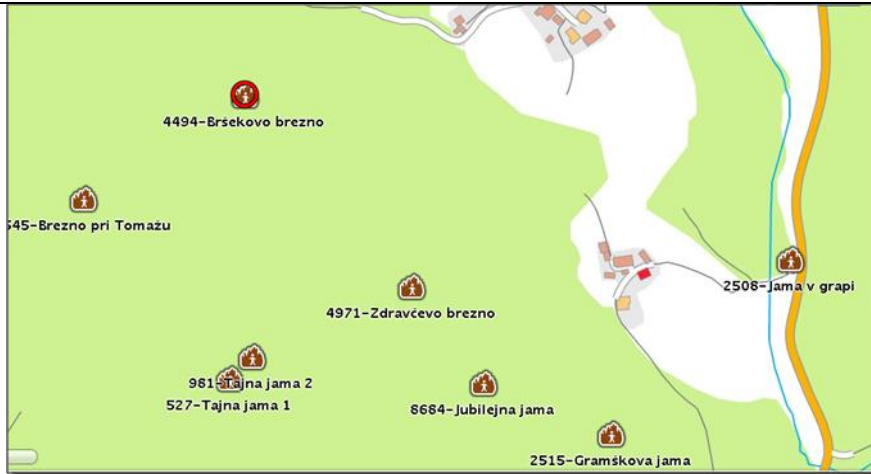 4494-Bršekovo brezno
545-Brezno pri Tomažu
2508-Jama v grapi
4971-Zdravčevo brezno
981-Tajna jama 2
527-Tajna jama 1
8684-Jubilejna jama
2515-Gramškova jama